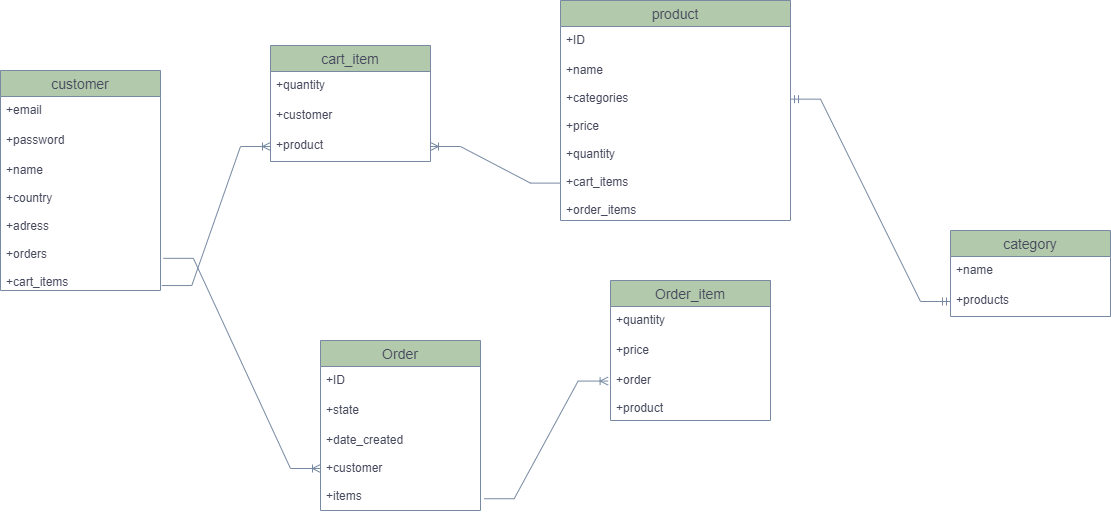 customer
+email
+password
+name
+country
+adress
+orders
+cart_items
cart_item
+quantity
+customer
+product
product
+ID
+name
+categories
+price
+quantity
+cart_items
+order_items
category
+name
+products
Order_item
+quantity
+price
+order
+product
Order
+ID
+state
+date_created
+customer
+items